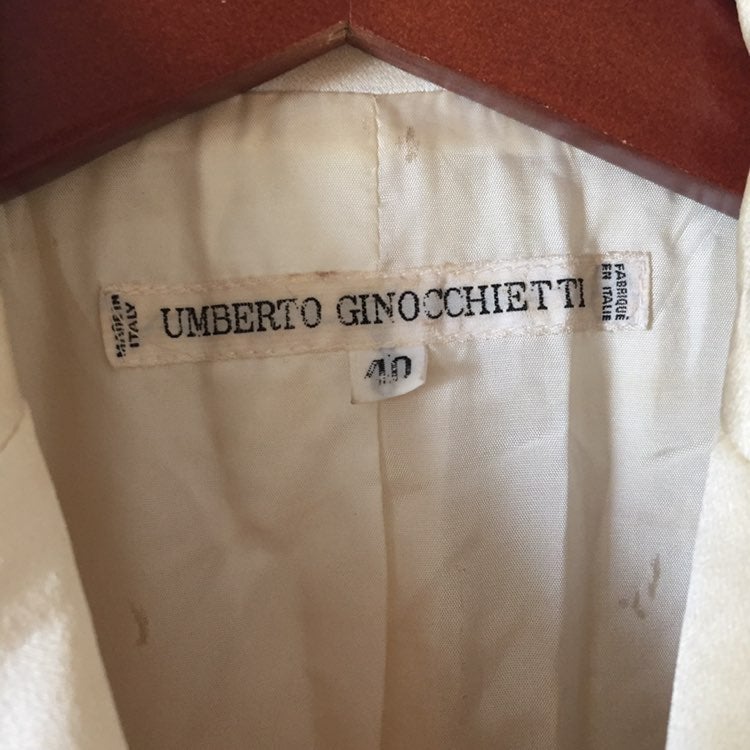 MADE IN
ITALY
UMBERTO GINOCCHIETTI
FABRIQUÉ
EN ITALIE
40